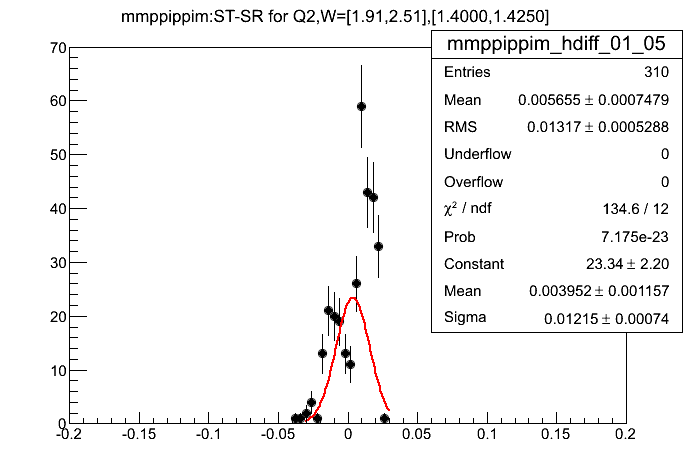 mmppippim:ST-SR for Q2,W=[1.91,2.51],[1.4000,1.4250]
mmppippim_hdiff_01_05
Entries 310
Mean 0.005655 ± 0.0007479
RMS 0.01317 ± 0.0005288
Underflow 0
Overflow 0
χ² / ndf 134.6 / 12
Prob 7.175e-23
Constant 23.34 ± 2.20
Mean 0.003952 ± 0.001157
Sigma 0.01215 ± 0.00074
70
60
50
40
30
20
10
0
-0.2 -0.15 -0.1 -0.05 0 0.05 0.1 0.15 0.2